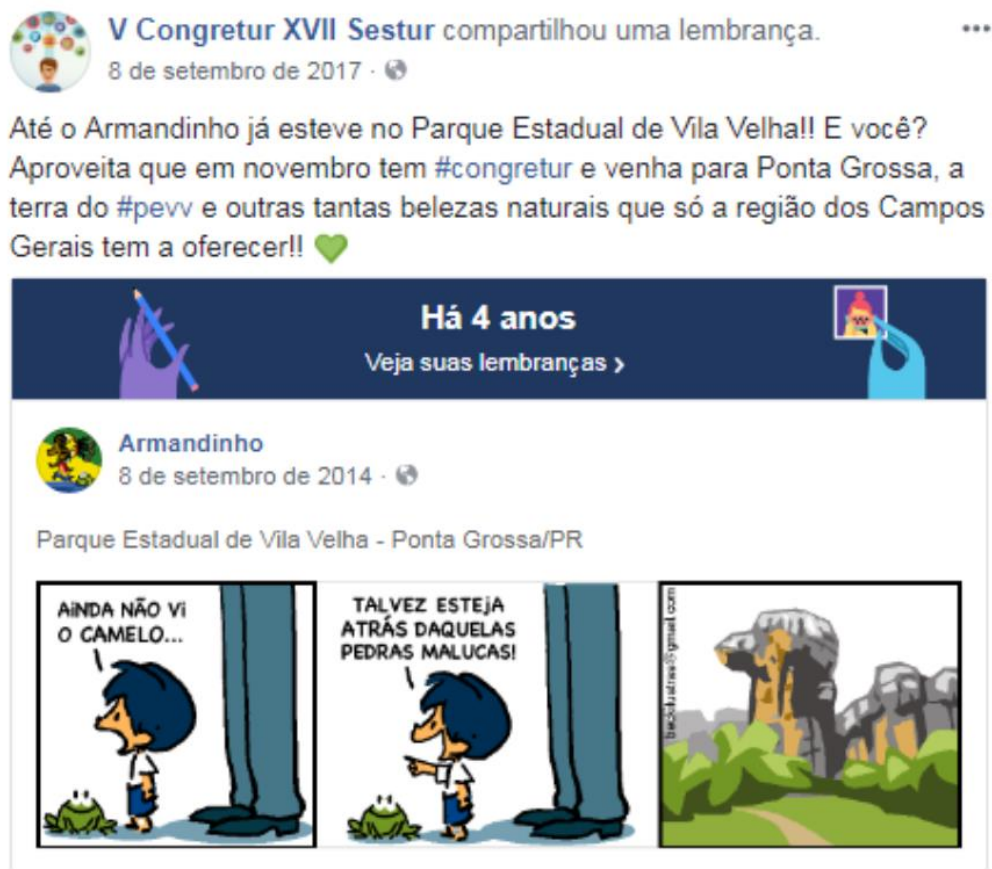 V Congretur XVII Sestur compartilhou uma lembrança.
8 de setembro de 2017 ·
Até o Armandinho já esteve no Parque Estadual de Vila Velha!! E você?
Aproveita que em novembro tem #congretur e venha para Ponta Grossa, a
terra do #pevv e outras tantas belezas naturais que só a região dos Campos
Gerais tem a oferecer!!
Há 4 anos
Veja suas lembranças ›
Armandinho
8 de setembro de 2014 ·
Parque Estadual de Vila Velha - Ponta Grossa/PR
AINDA NÃO VI
O CAMELO...
TALVEZ ESTEJA
ATRÁS DAQUELAS
PEDRAS MALUCAS!